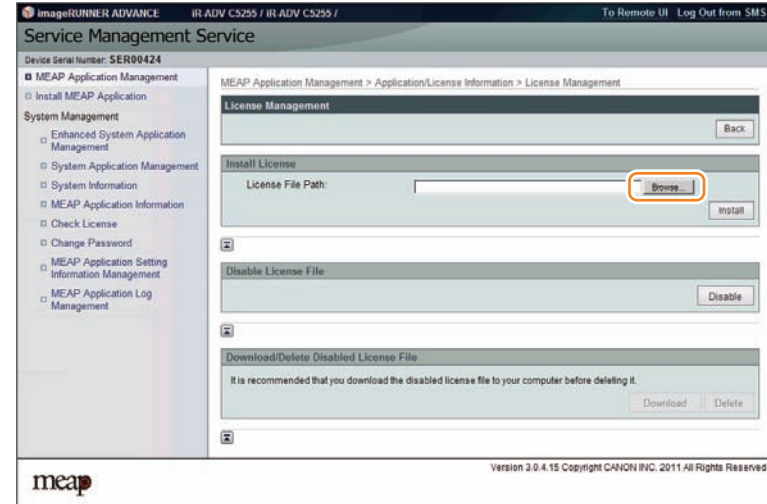 imageRUNNER ADVANCE iR-ADV C5255 / iR-ADV C5255 / To Remote UI Log Out from SMS
Service Management Service
Device Serial Number: SER00424
MEAP Application Management
Install MEAP Application
System Management
Enhanced System Application
Management
System Application Management
System Information
MEAP Application Information
Check License
Change Password
MEAP Application Setting
Information Management
MEAP Application Log
Management
MEAP Application Management > Application/License Information > License Management
License Management
Back
Install License
License File Path:
Browse...
Install
Disable License File
Disable
Download/Delete Disabled License File
It is recommended that you download the disabled license file to your computer before deleting it.
Download Delete
Version 3.0.4.15 Copyright CANON INC. 2011 All Rights Reserved
meap